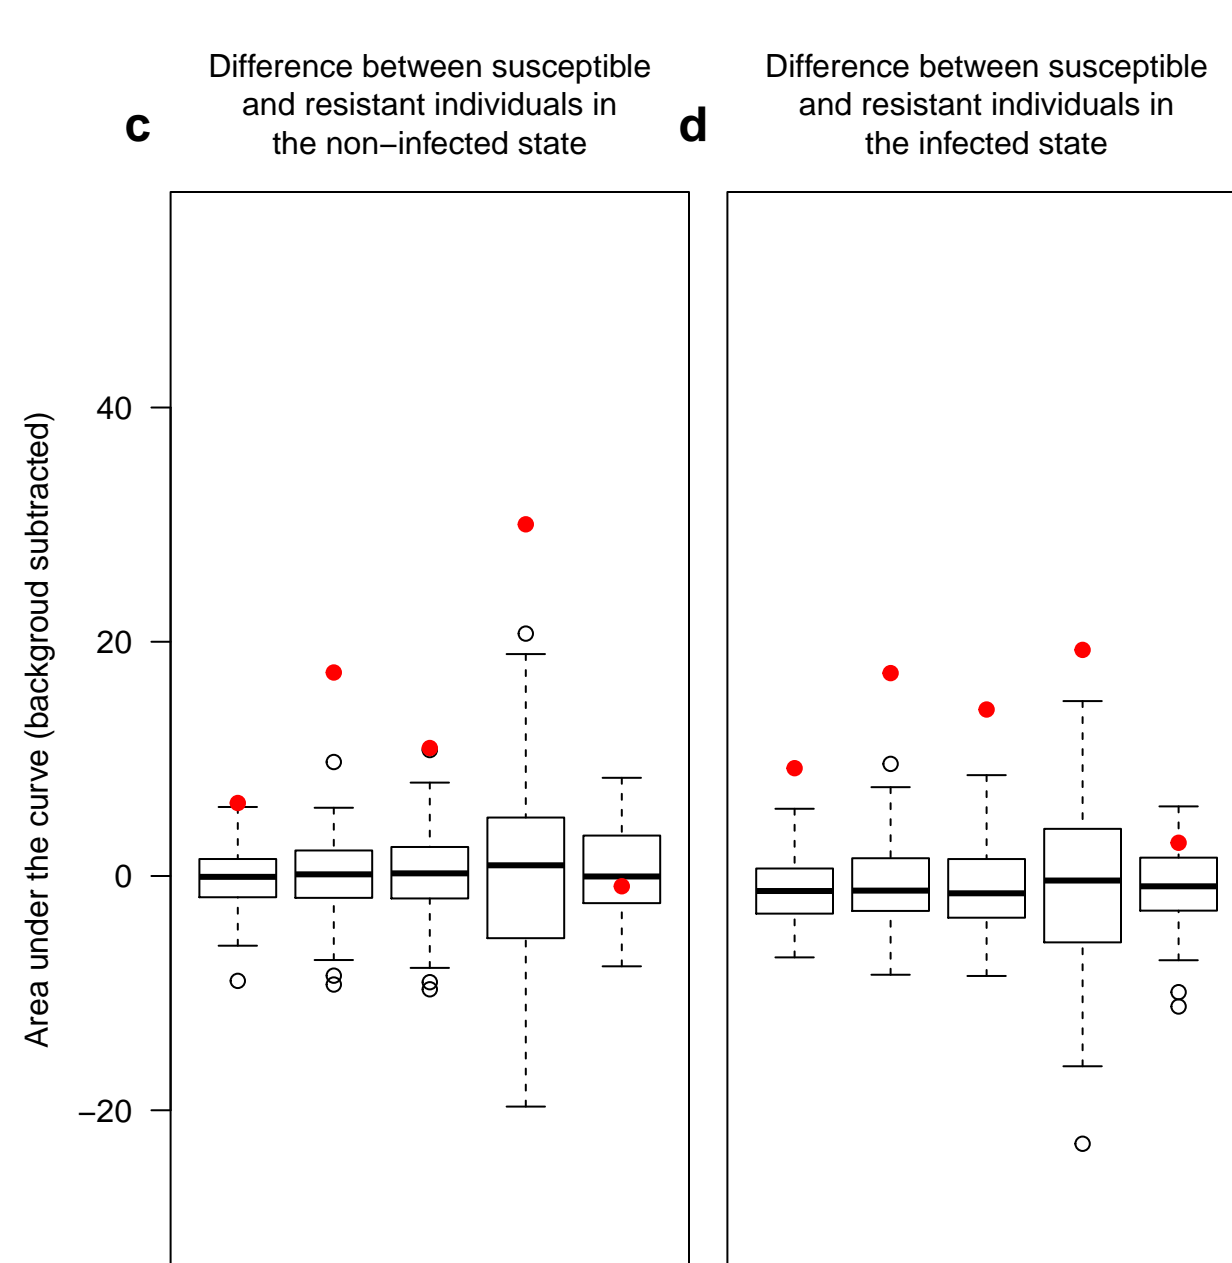 c
Difference between susceptible
and resistant individuals in
the non−infected state
d
Difference between susceptible
and resistant individuals in
the infected state
Area under the curve (backgroud subtracted)
40
20
0
−20